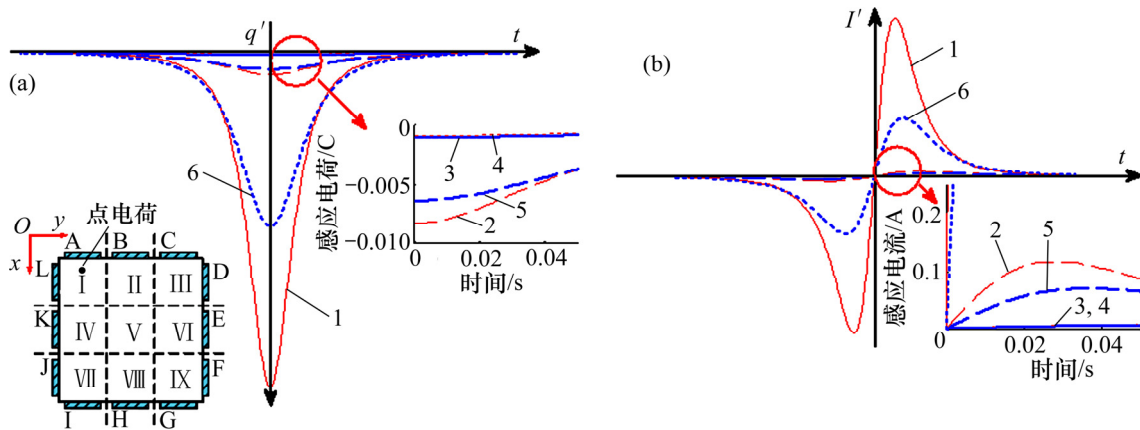 (a)
q′
t
6
1
0
−0.005
−0.010
感应电荷/C
3
4
5
2
0
0.02
0.04
时间/s
点电荷
O
y
x
A B C
L Ⅰ Ⅱ Ⅲ D
K Ⅳ Ⅴ Ⅵ E
J Ⅶ Ⅷ Ⅸ F
I H G
(b)
I′
t
1
6
0.2
0.1
0
感应电流/A
2
5
3, 4
0.02
0.04
时间/s